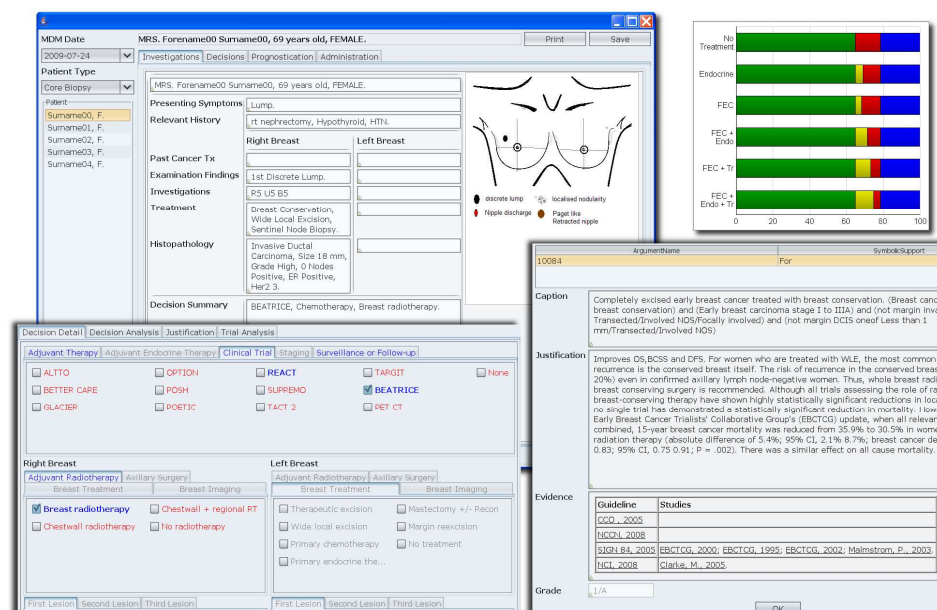 MDM Date
2009-07-24
Patient Type
Core Biopsy
Patient
Surname00, F.
Surname01, F.
Surname02, F.
Surname03, F.
Surname04, F.
MRS. Forename00 Surname00, 69 years old, FEMALE.
Print
Save
Investigations Decisions Prognostication Administration
MRS. Forename00 Surname00, 69 years old, FEMALE.
Presenting Symptoms Lump.
Relevant History rt nephrectomy, Hypothyroid, HTN.
Right Breast Left Breast
Past Cancer Tx
Examination Findings 1st Discrete Lump.
Investigations R5 U5 B5
Treatment Breast Conservation,
Wide Local Excision,
Sentinel Node Biopsy.
Histopathology Invasive Ductal
Carcinoma, Size 18 mm,
Grade High, 0 Nodes
Positive, ER Positive,
Her2 3.
Decision Summary BEATRICE, Chemotherapy, Breast radiotherapy.
discrete lump localised nodularity
Nipple discharge Paget like
Retracted nipple
No
Treatment
Endocrine
FEC
FEC +
Endo
FEC + Tr
FEC +
Endo + Tr
0 20 40 60 80 100
Decision Detail Decision Analysis Justification Trial Analysis
Adjuvant Therapy Adjuvant Endocrine Therapy Clinical Trial Staging Surveillance or Follow-up
ALTTO OPTION REACT TARGIT None
BETTER CARE POSH SUPREMO BEATRICE
GLACIER POETIC TACT 2 PET CT
Right Breast
Adjuvant Radiotherapy Axillary Surgery
Breast Treatment Breast Imaging
Breast radiotherapy Chestwall + regional RT
Chestwall radiotherapy No radiotherapy
First Lesion Second Lesion Third Lesion
Left Breast
Adjuvant Radiotherapy Axillary Surgery
Breast Treatment Breast Imaging
Therapeutic excision Mastectomy +/- Recon
Wide local excision Margin reexcision
Primary chemotherapy No treatment
Primary endocrine the...
First Lesion Second Lesion Third Lesion
ArgumentName SymbolicSupport
10084 For
Caption
Completely excised early breast cancer treated with breast conservation. (Breast canc
breast conservation) and (Early breast carcinoma stage I to IIIA) and (not margin inva
Transected/Involved NOS/Focally involved) and (not margin DCIS oneof Less than 1
mm/Transected/Involved NOS)
Justification
Improves OS,BCSS and DFS. For women who are treated with WLE, the most common
recurrence is the conserved breast itself. The risk of recurrence in the conserved breas
20%) even in confirmed axillary lymph node-negative women. Thus, whole breast radi
breast conserving surgery is recommended. Although all trials assessing the role of ra
breast-conserving therapy have shown highly statistically significant reductions in loca
no single trial has demonstrated a statistically significant reduction in mortality. Howe
Early Breast Cancer Trialists' Collaborative Group's (EBCTCG) update, when all relevan
combined, 15-year breast cancer mortality was reduced from 35.9% to 30.5% in wome
radiation therapy (absolute difference of 5.4%; 95% CI, 2.1% 8.7%; breast cancer de
0.83; 95% CI, 0.75 0.91; P = .002). There was a similar effect on all cause mortality.
Evidence
Guideline Studies
CCO , 2005
NCCN, 2008
SIGN 84, 2005 EBCTCG, 2000; EBCTCG, 1995; EBCTCG, 2002; Malmstrom, P., 2003.
NCI, 2008 Clarke, M., 2005.
Grade 1/A
OK